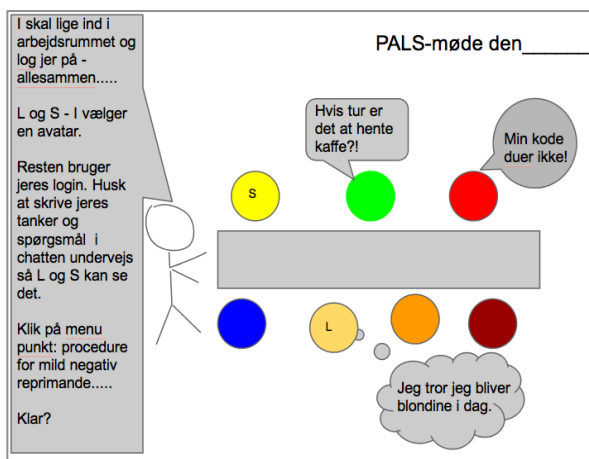 I skal lige ind i
arbejdsrummet og
log jer på -
allesammen.....
L og S - I vælger
en avatar.
Resten bruger
jeres login. Husk
at skrive jeres
tanker og
spørgsmål i
chatten undervejs
så L og S kan se
det.
Klik på menu
punkt: procedure
for mild negativ
reprimande.....
Klar?
PALS-møde den______
Hvis tur er
det at hente
kaffe?!
Min kode
duer ikke!
S
L
Jeg tror jeg bliver
blondine i dag.